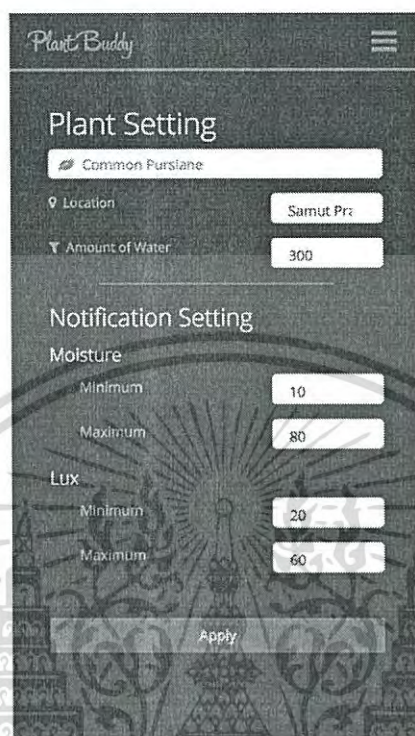 Plant Buddy
Plant Setting
Common Purslane
Location Samut Pra
Amount of Water 300
Notification Setting
Moisture
Minimum 10
Maximum 80
Lux
Minimum 20
Maximum 60
Apply